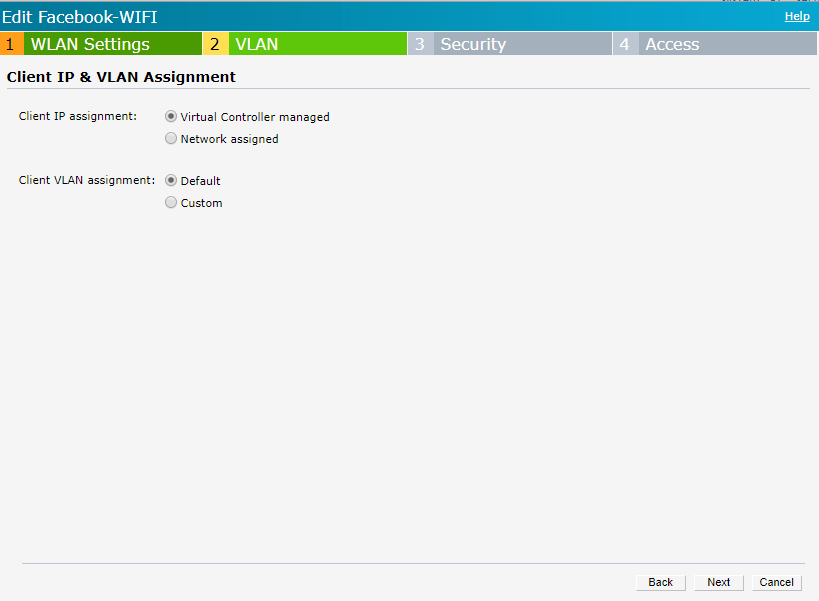 Edit Facebook-WIFI Help
1 WLAN Settings 2 VLAN 3 Security 4 Access
Client IP & VLAN Assignment
Client IP assignment: Virtual Controller managed
Network assigned
Client VLAN assignment: Default
Custom
Back Next Cancel